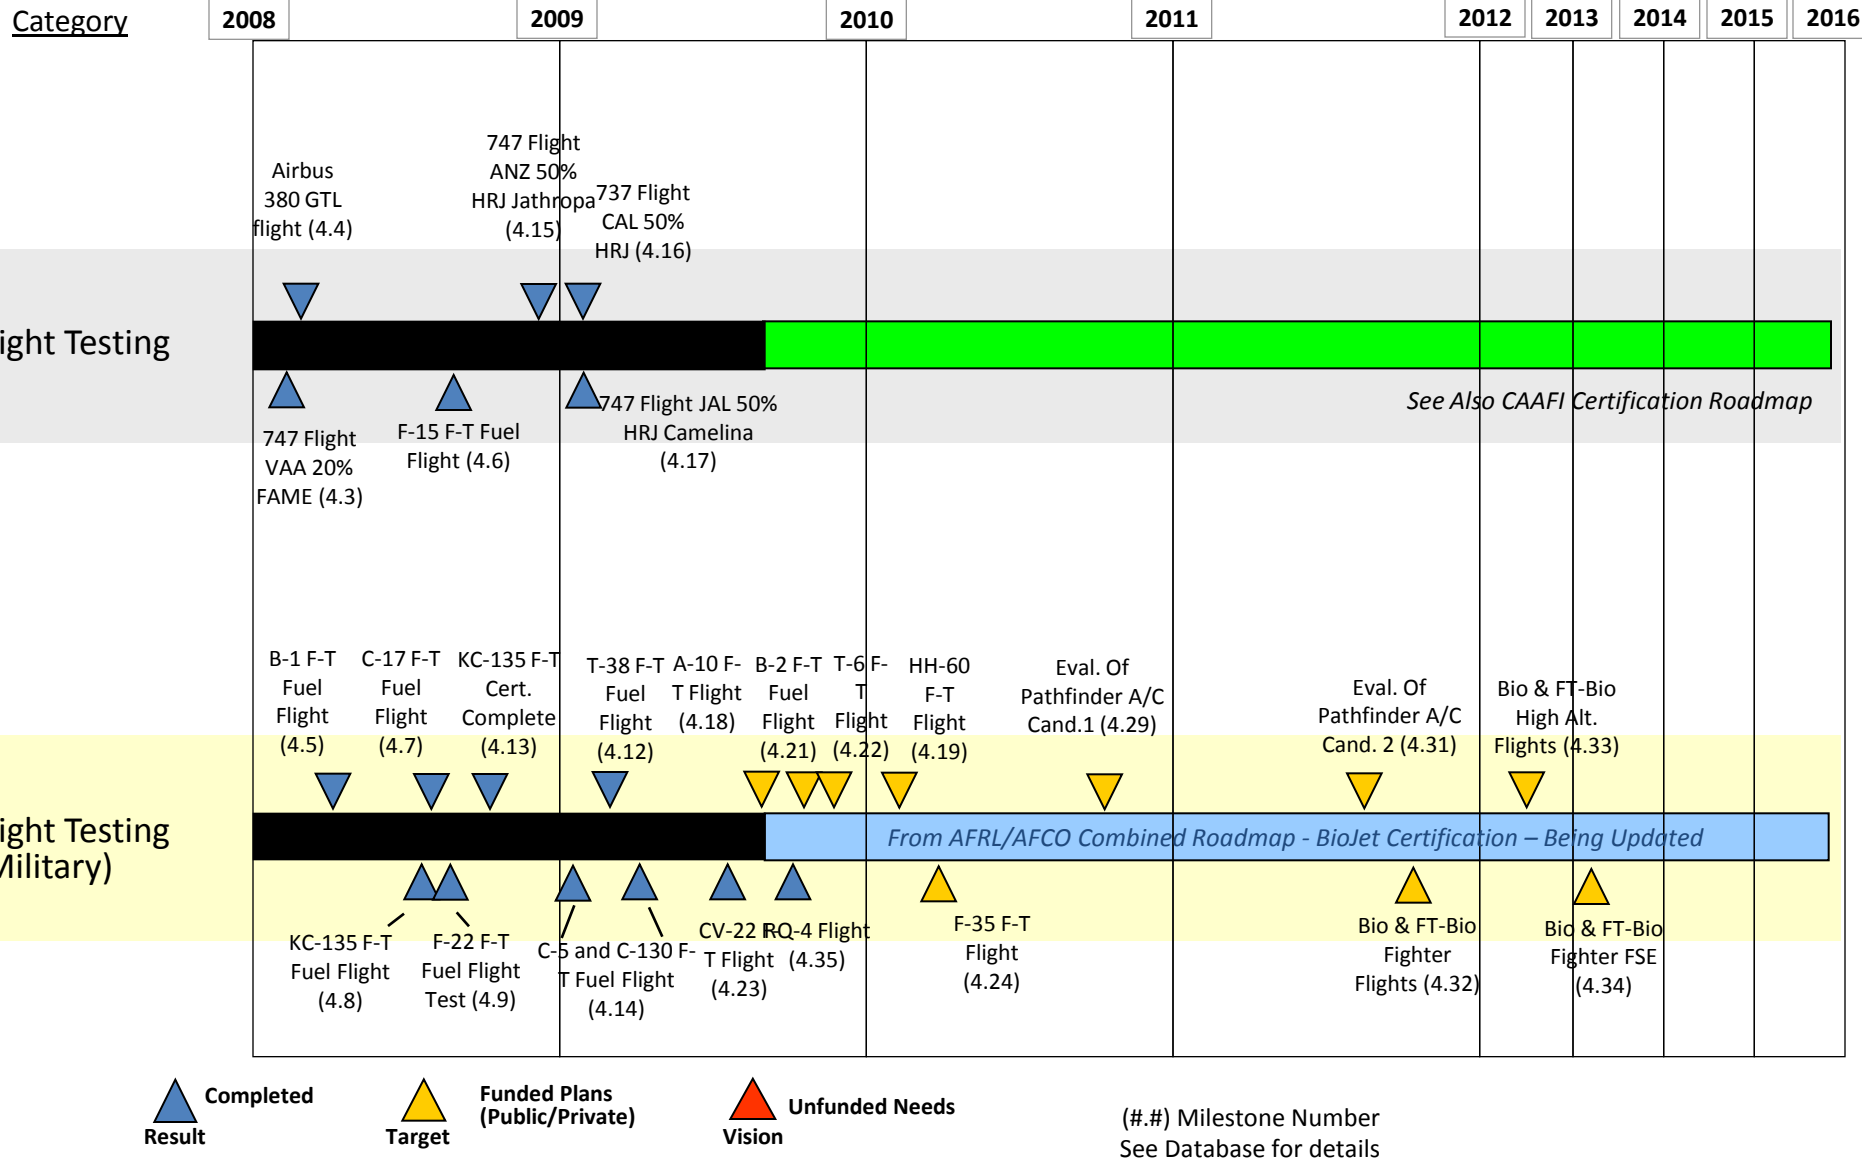 Category
2008
2009
2010
2011
2012
2013
2014
2015
2016
Airbus
380 GTL
flight (4.4)
747 Flight
ANZ 50%
HRJ Jathropa
(4.15)
737 Flight
CAL 50%
HRJ (4.16)
ight Testing
See Also CAAFI Certification Roadmap
747 Flight
VAA 20%
FAME (4.3)
F-15 F-T Fuel
Flight (4.6)
747 Flight JAL 50%
HRJ Camelina
(4.17)
B-1 F-T
Fuel
Flight
(4.5)
C-17 F-T
Fuel
Flight
(4.7)
KC-135 F-T
Cert.
Complete
(4.13)
T-38 F-T
Fuel
Flight
(4.12)
A-10 F-
T Flight
(4.18)
B-2 F-T
Fuel
Flight
(4.21)
T-6 F-
T
Flight
(4.22)
HH-60
F-T
Flight
(4.19)
Eval. Of
Pathfinder A/C
Cand.1 (4.29)
Eval. Of
Pathfinder A/C
Cand. 2 (4.31)
Bio & FT-Bio
High Alt.
Flights (4.33)
ight Testing
Military)
From AFRL/AFCO Combined Roadmap - BioJet Certification – Being Updated
KC-135 F-T
Fuel Flight
(4.8)
F-22 F-T
Fuel Flight
Test (4.9)
C-5 and C-130 F-
T Fuel Flight
(4.14)
CV-22 F-
T Flight
(4.23)
RQ-4 Flight
(4.35)
F-35 F-T
Flight
(4.24)
Bio & FT-Bio
Fighter
Flights (4.32)
Bio & FT-Bio
Fighter FSE
(4.34)
Completed
Result
Funded Plans
(Public/Private)
Target
Unfunded Needs
Vision
(#.#) Milestone Number
See Database for details